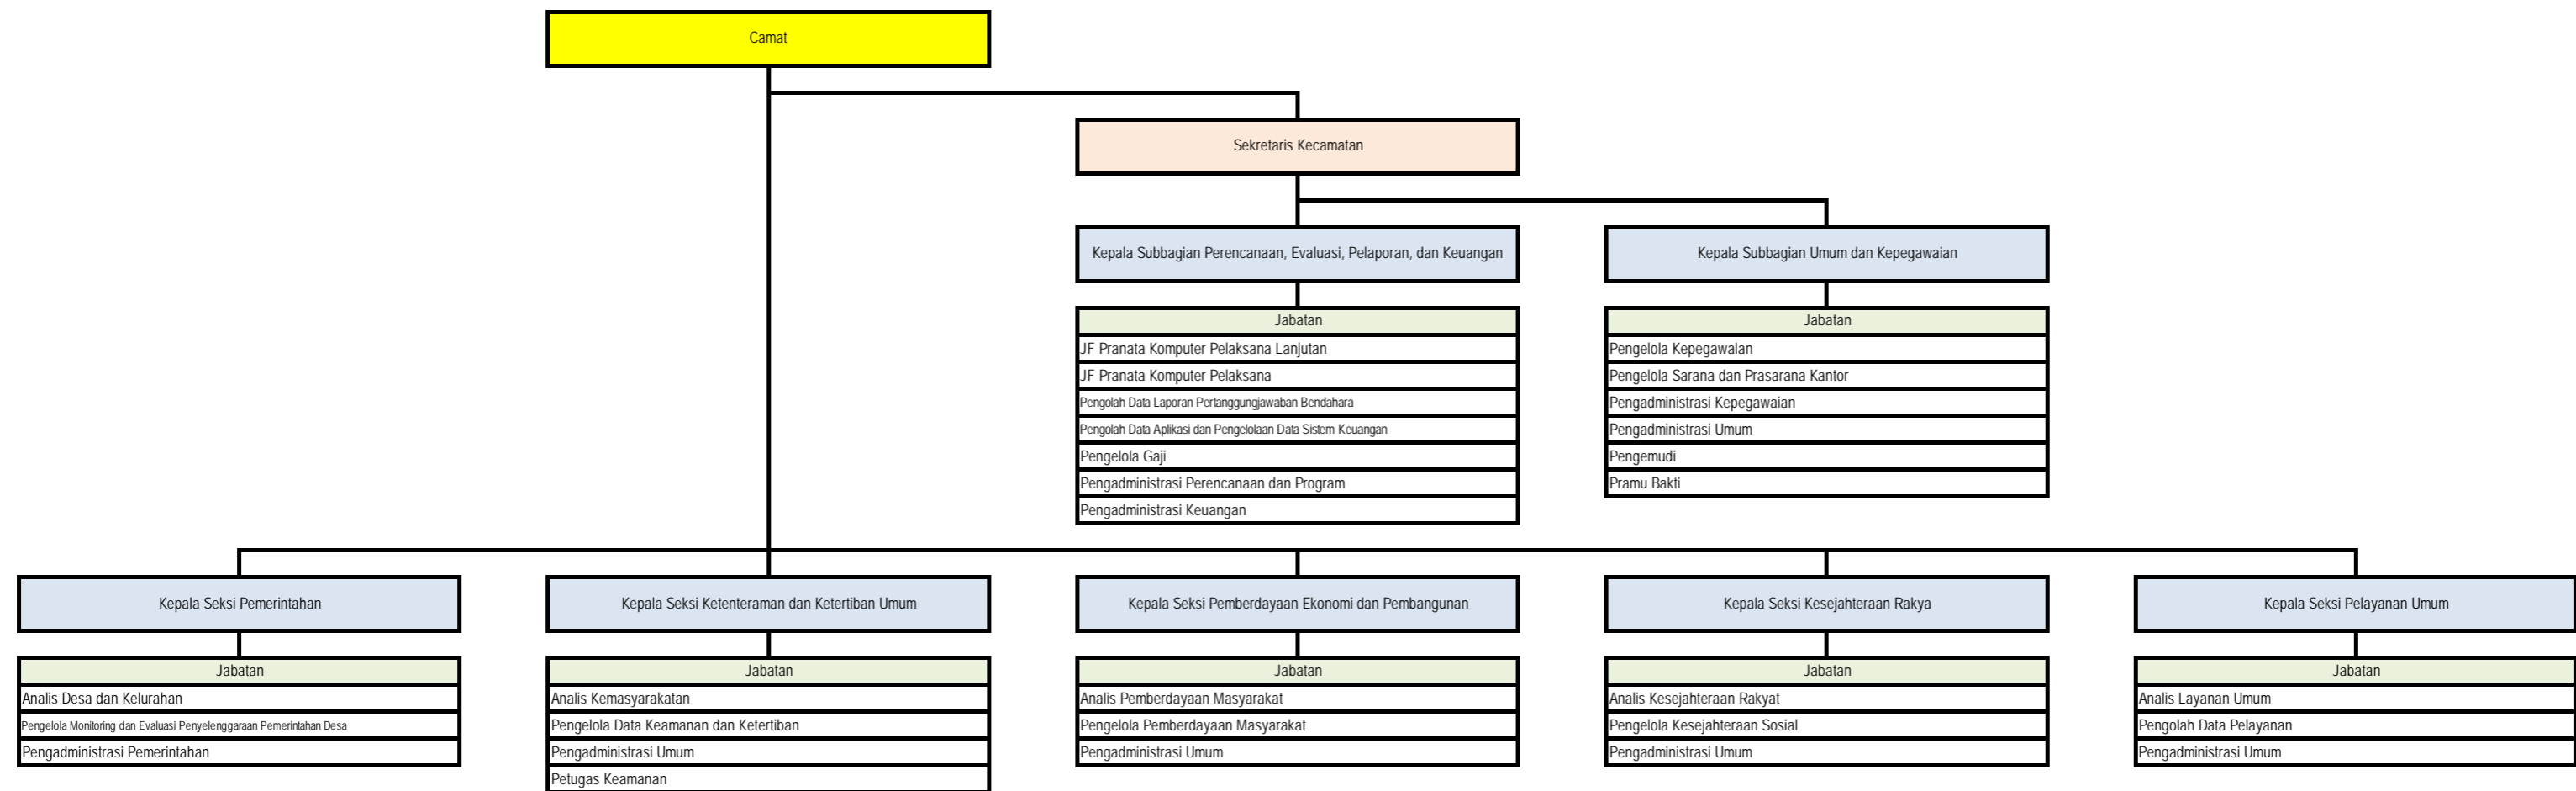 Camat
Sekretaris Kecamatan
Kepala Subbagian Perencanaan, Evaluasi, Pelaporan, dan Keuangan
Kepala Subbagian Umum dan Kepegawaian
Jabatan
JF Pranata Komputer Pelaksana Lanjutan
JF Pranata Komputer Pelaksana
Pengolah Data Laporan Pertanggungjawaban Bendahara
Pengolah Data Aplikasi dan Pengelolaan Data Sistem Keuangan
Pengelola Gaji
Pengadministrasi Perencanaan dan Program
Pengadministrasi Keuangan
Jabatan
Pengelola Kepegawaian
Pengelola Sarana dan Prasarana Kantor
Pengadministrasi Kepegawaian
Pengadministrasi Umum
Pengemudi
Pramu Bakti
Kepala Seksi Pemerintahan
Jabatan
Analis Desa dan Kelurahan
Pengelola Monitoring dan Evaluasi Penyelenggaraan Pemerintahan Desa
Pengadministrasi Pemerintahan
Kepala Seksi Ketenteraman dan Ketertiban Umum
Jabatan
Analis Kemasyarakatan
Pengelola Data Keamanan dan Ketertiban
Pengadministrasi Umum
Petugas Keamanan
Kepala Seksi Pemberdayaan Ekonomi dan Pembangunan
Jabatan
Analis Pemberdayaan Masyarakat
Pengelola Pemberdayaan Masyarakat
Pengadministrasi Umum
Kepala Seksi Kesejahteraan Rakya
Jabatan
Analis Kesejahteraan Rakyat
Pengelola Kesejahteraan Sosial
Pengadministrasi Umum
Kepala Seksi Pelayanan Umum
Jabatan
Analis Layanan Umum
Pengolah Data Pelayanan
Pengadministrasi Umum